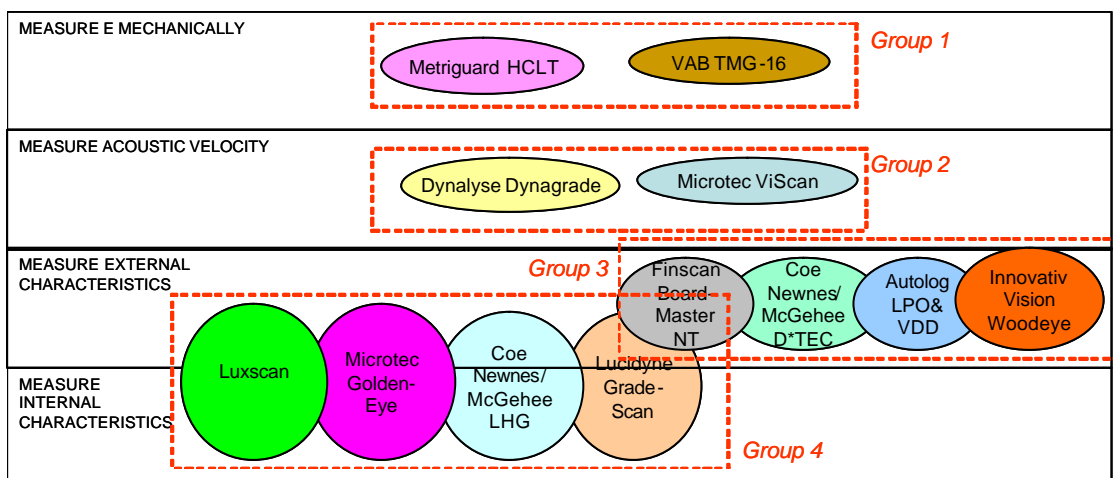 MEASURE E MECHANICALLY
Group 1
Metriguard HCLT
VAB TMG-16
MEASURE ACOUSTIC VELOCITY
Group 2
Dynalyse Dynagrade
Microtec ViScan
MEASURE EXTERNAL
CHARACTERISTICS
Group 3
Finscan
Board-
Master
NT
Coe
Newnes/
McGehee
D*TEC
Autolog
LPO&
VDD
Innovativ
Vision
Woodeye
Luxscan
Microtec
Golden-
Eye
Coe
Newnes/
McGehee
LHG
Lucidyne
Grade-
Scan
MEASURE
INTERNAL
CHARACTERISTICS
Group 4